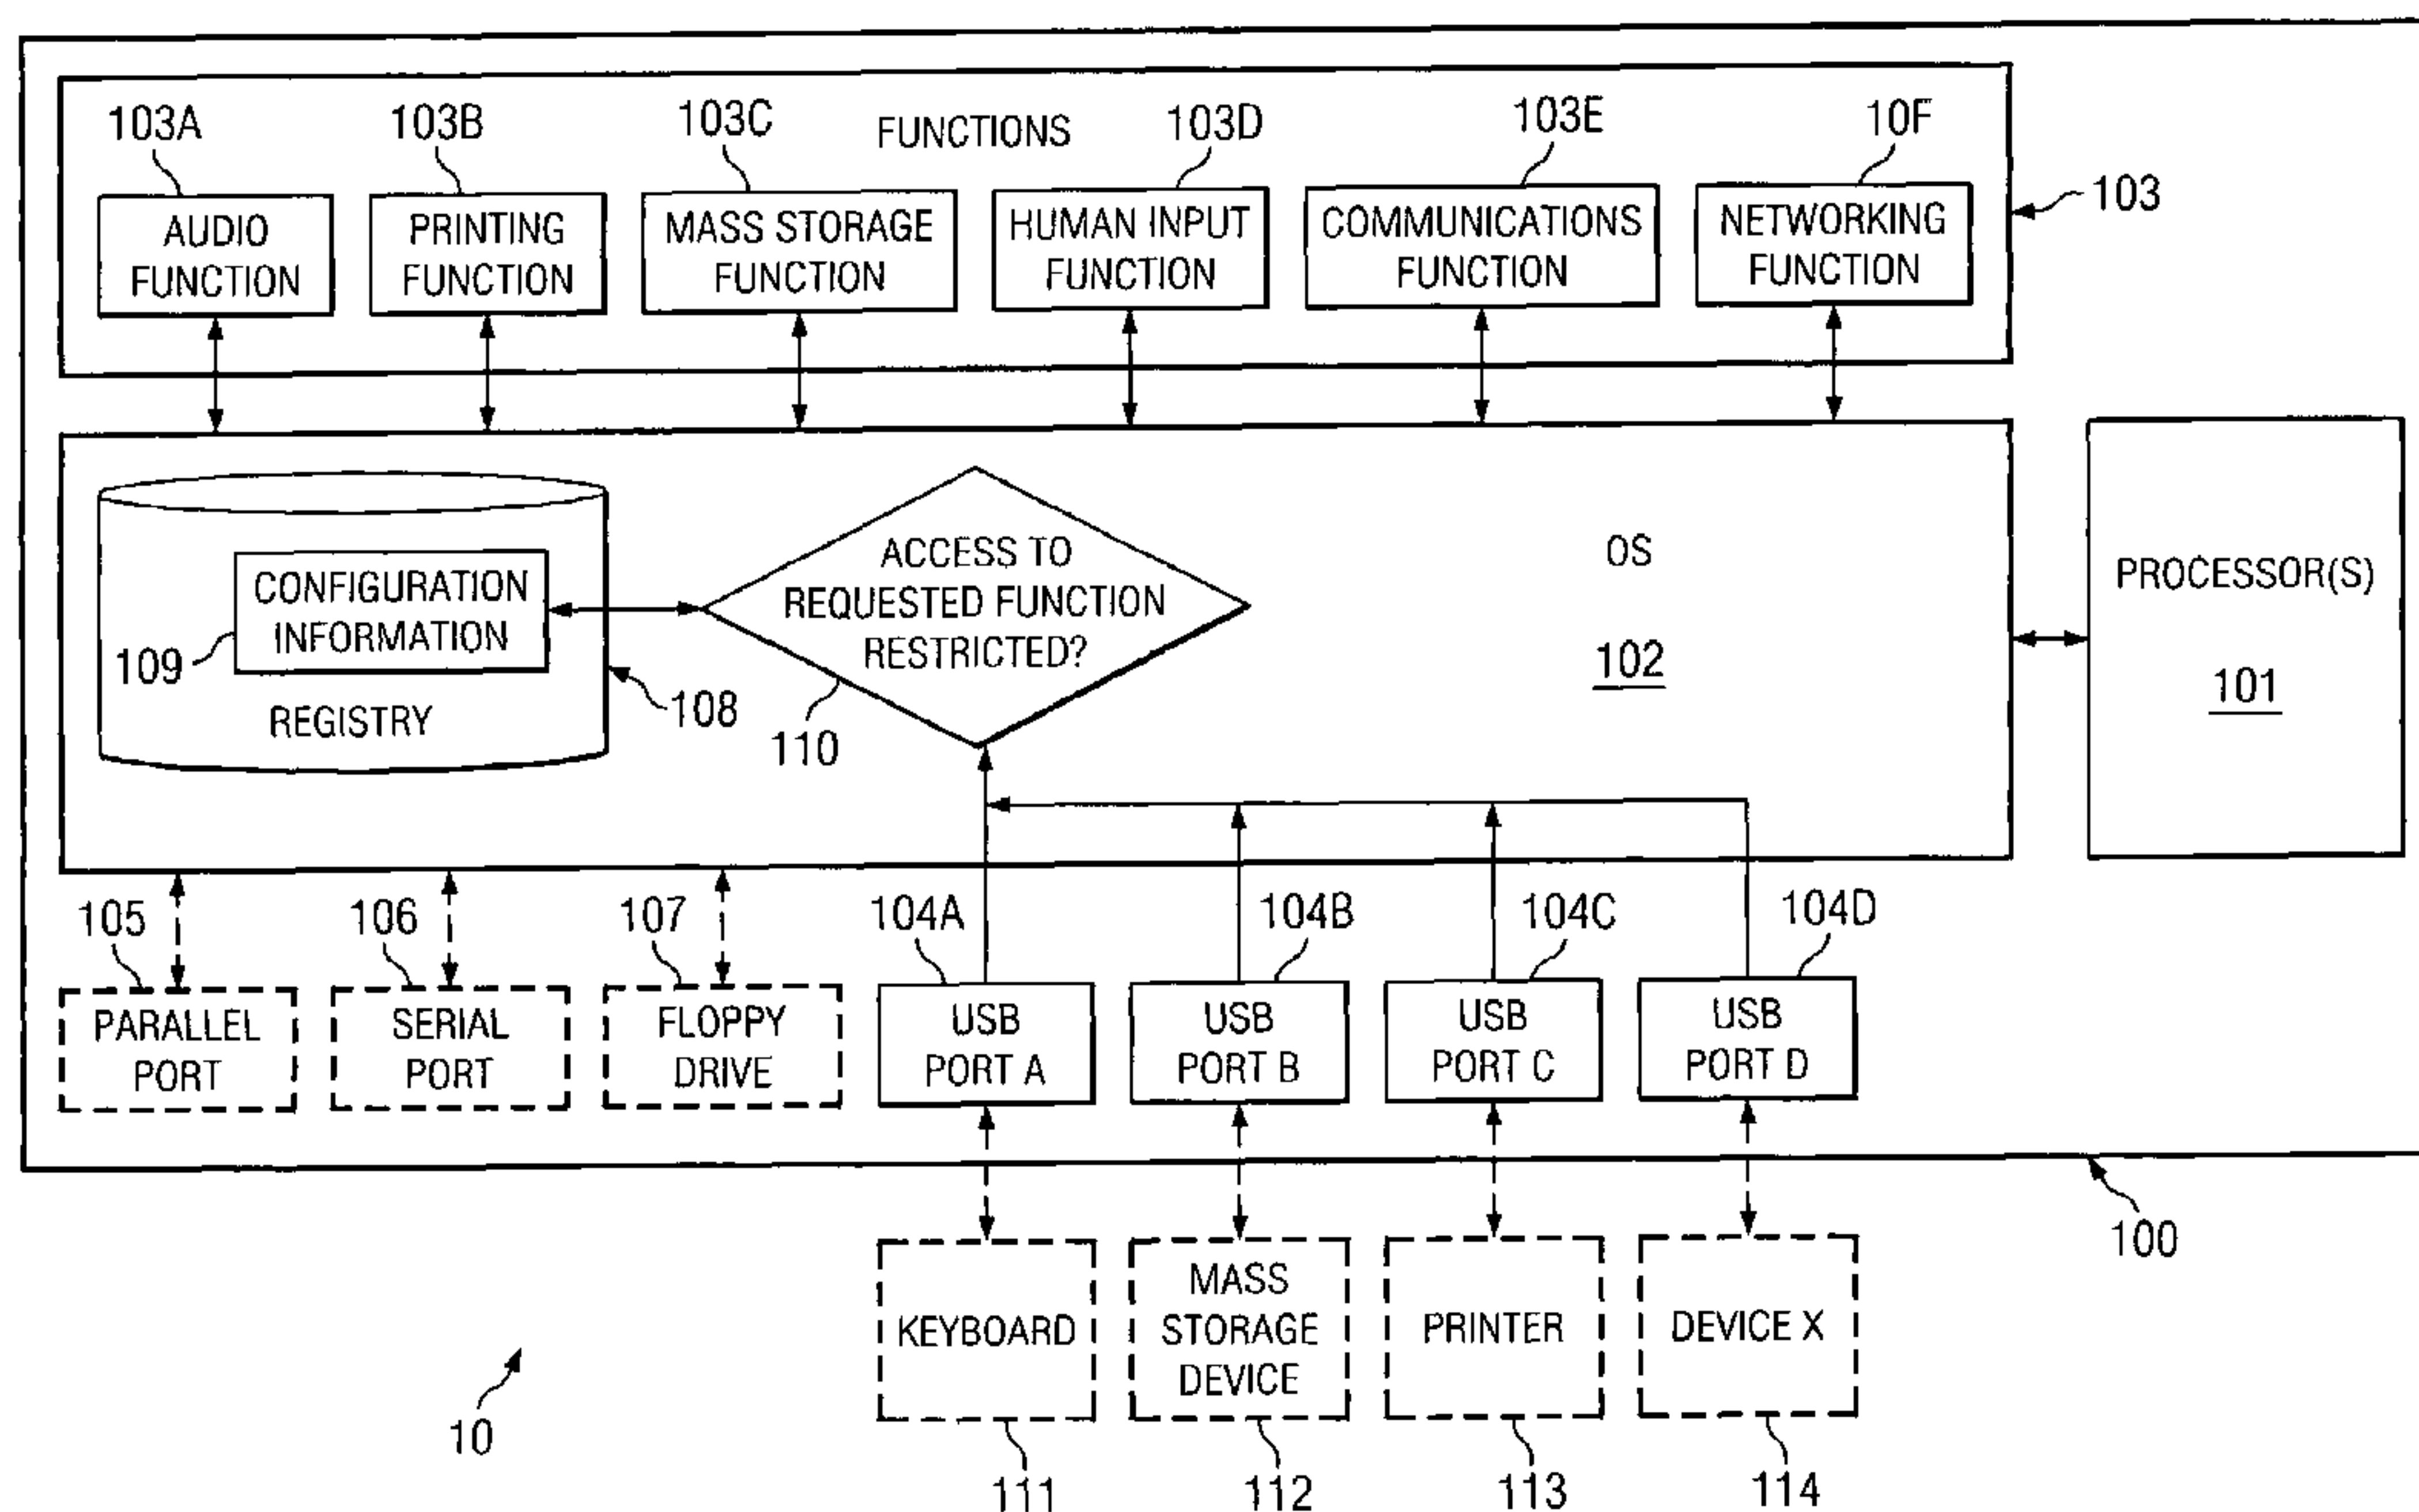 103A
103B
103C
FUNCTIONS
103D
103E
10F
AUDIO
FUNCTION
PRINTING
FUNCTION
MASS STORAGE
FUNCTION
HUMAN INPUT
FUNCTION
COMMUNICATIONS
FUNCTION
NETWORKING
FUNCTION
103
CONFIGURATION
INFORMATION
109
REGISTRY
108
ACCESS TO
REQUESTED FUNCTION
RESTRICTED?
110
OS
102
PROCESSOR(S)
101
105
106
107
104A
104B
104C
104D
PARALLEL
PORT
SERIAL
PORT
FLOPPY
DRIVE
USB
PORT A
USB
PORT B
USB
PORT C
USB
PORT D
100
KEYBOARD
MASS
STORAGE
DEVICE
PRINTER
DEVICE X
10
111
112
113
114